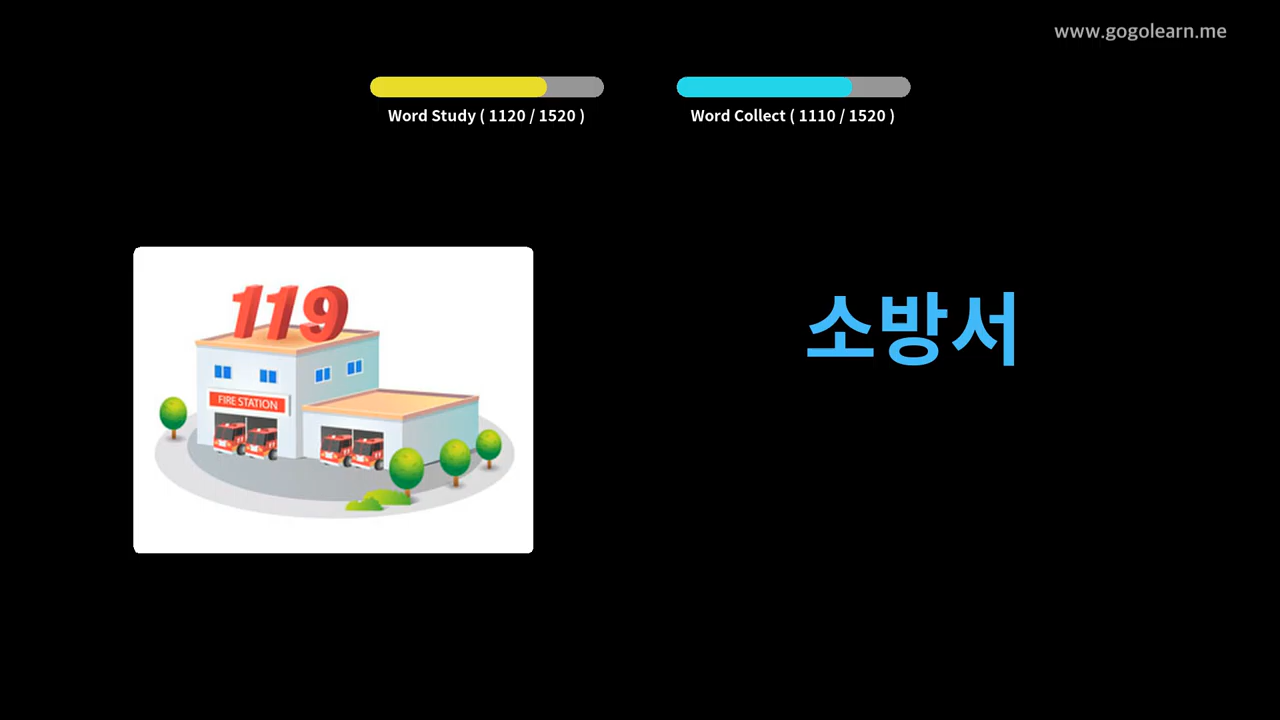 www.gogolearn.me
Word Study ( 1120 / 1520 )
Word Collect ( 1110 / 1520 )
119
FIRE STATION
소방서